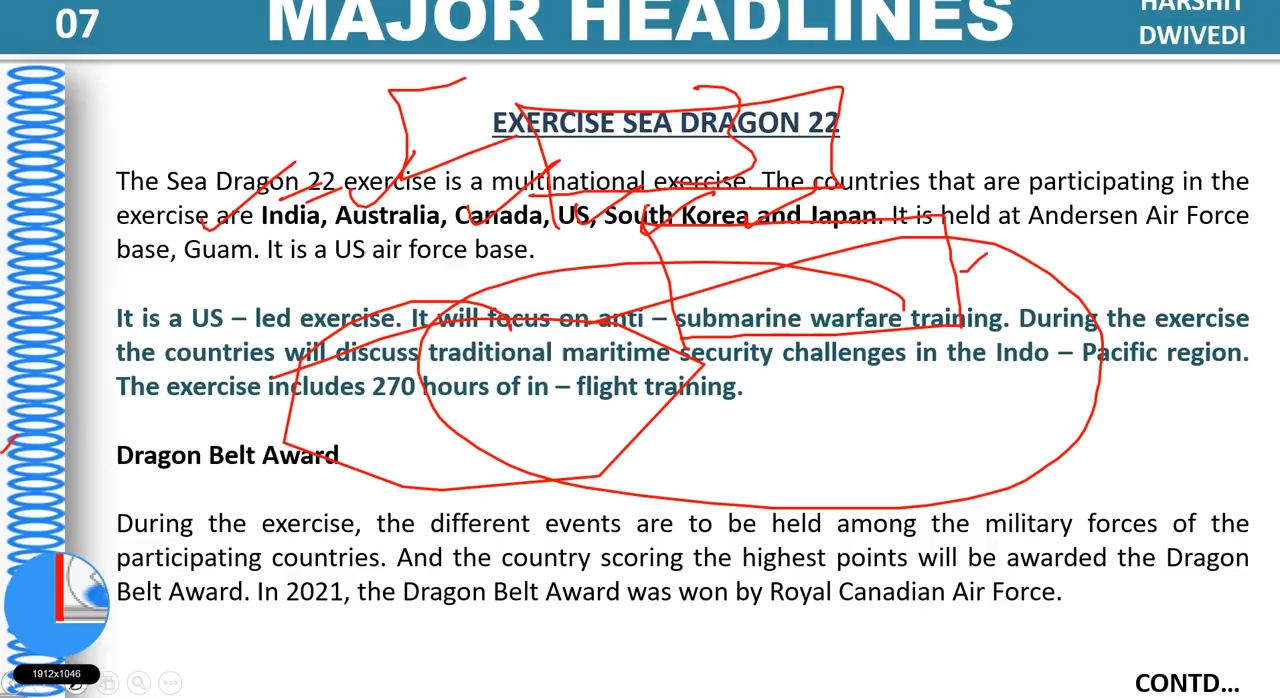 07
MAJOR HEADLINES
HARSHIT
DWIVEDI
EXERCISE SEA DRAGON 22
The Sea Dragon 22 exercise is a multinational exercise. The countries that are participating in the
exercise are India, Australia, Canada, US, South Korea and Japan. It is held at Andersen Air Force
base, Guam. It is a US air force base.
It is a US – led exercise. It will focus on anti – submarine warfare training. During the exercise
the countries will discuss traditional maritime security challenges in the Indo – Pacific region.
The exercise includes 270 hours of in – flight training.
Dragon Belt Award
During the exercise, the different events are to be held among the military forces of the
participating countries. And the country scoring the highest points will be awarded the Dragon
Belt Award. In 2021, the Dragon Belt Award was won by Royal Canadian Air Force.
1912x1046
CONTD...